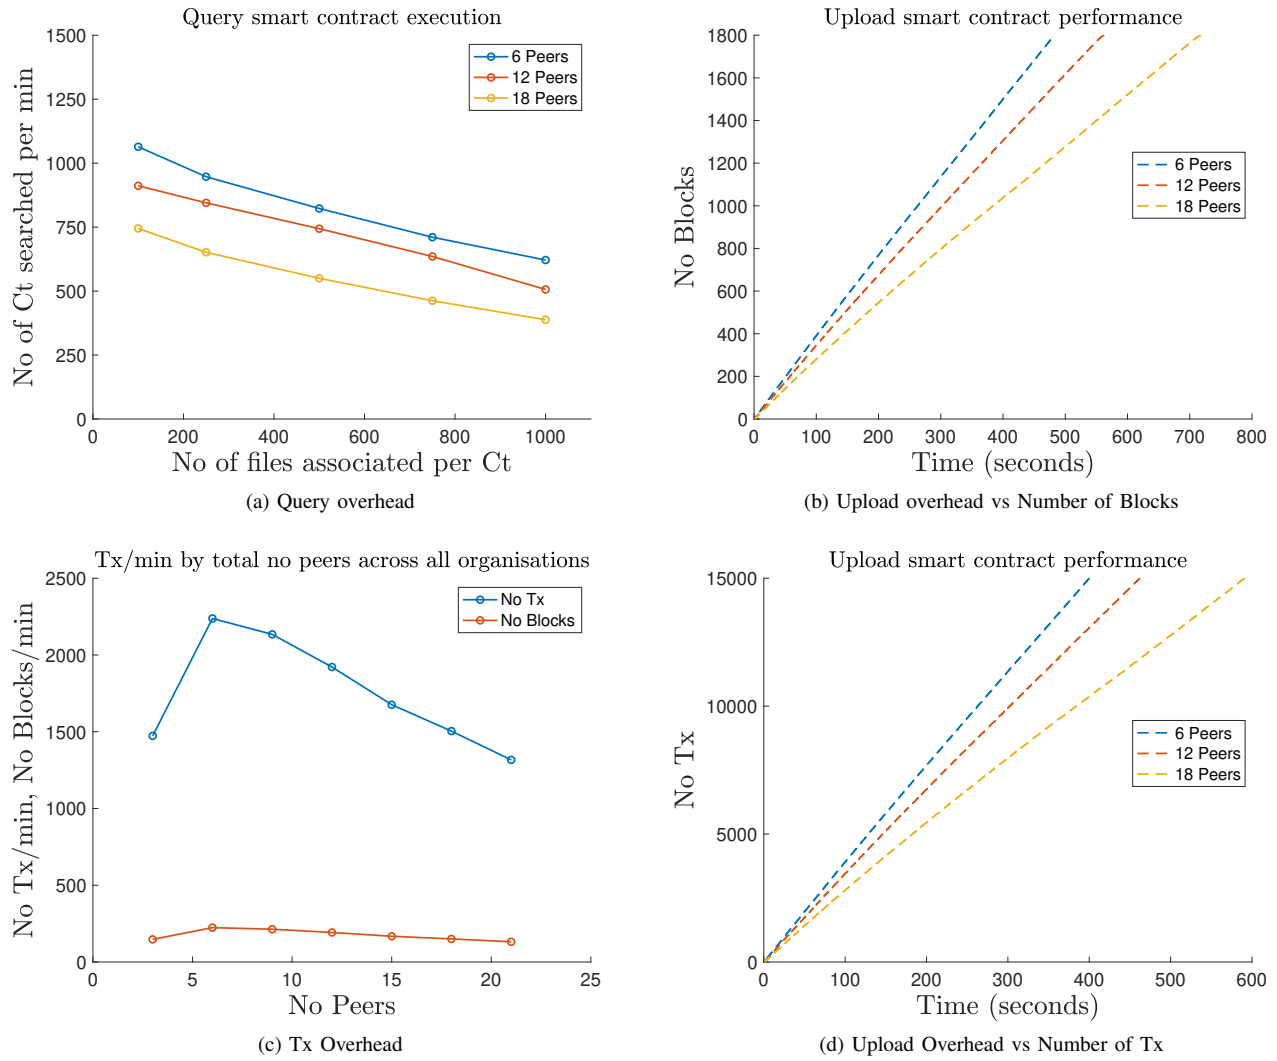 Query smart contract execution
1500
1250
1000
750
500
250
0
No of Ct searched per min
6 Peers
12 Peers
18 Peers
0 200 400 600 800 1000
No of files associated per Ct
(a) Query overhead
Upload smart contract performance
1800
1600
1400
1200
1000
800
600
400
200
0
No Blocks
6 Peers
12 Peers
18 Peers
0 100 200 300 400 500 600 700 800
Time (seconds)
(b) Upload overhead vs Number of Blocks
Tx/min by total no peers across all organisations
2500
2000
1500
1000
500
0
No Tx/min, No Blocks/min
No Tx
No Blocks
0 5 10 15 20 25
No Peers
(c) Tx Overhead
Upload smart contract performance
15000
10000
5000
0
No Tx
6 Peers
12 Peers
18 Peers
0 100 200 300 400 500 600
Time (seconds)
(d) Upload Overhead vs Number of Tx